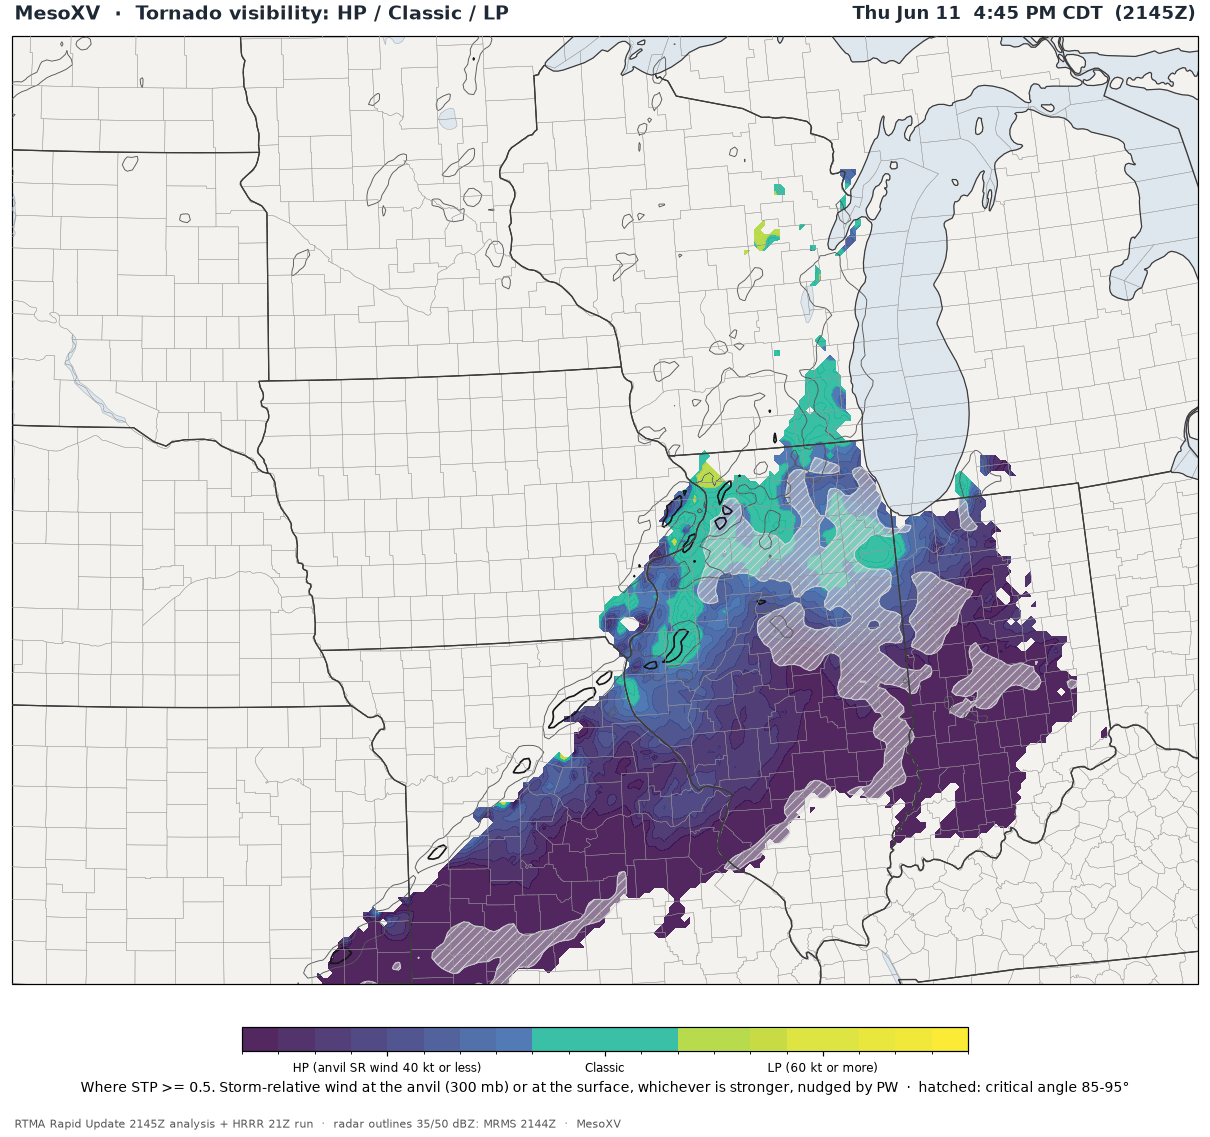 MesoXV · Tornado visibility: HP / Classic / LP
Thu Jun 11 4:45 PM CDT (2145Z)
HP (anvil SR wind 40 kt or less)
Classic
LP (60 kt or more)
Where STP >= 0.5. Storm-relative wind at the anvil (300 mb) or at the surface, whichever is stronger, nudged by PW · hatched: critical angle 85-95°
RTMA Rapid Update 2145Z analysis + HRRR 21Z run · radar outlines 35/50 dBZ: MRMS 2144Z · MesoXV